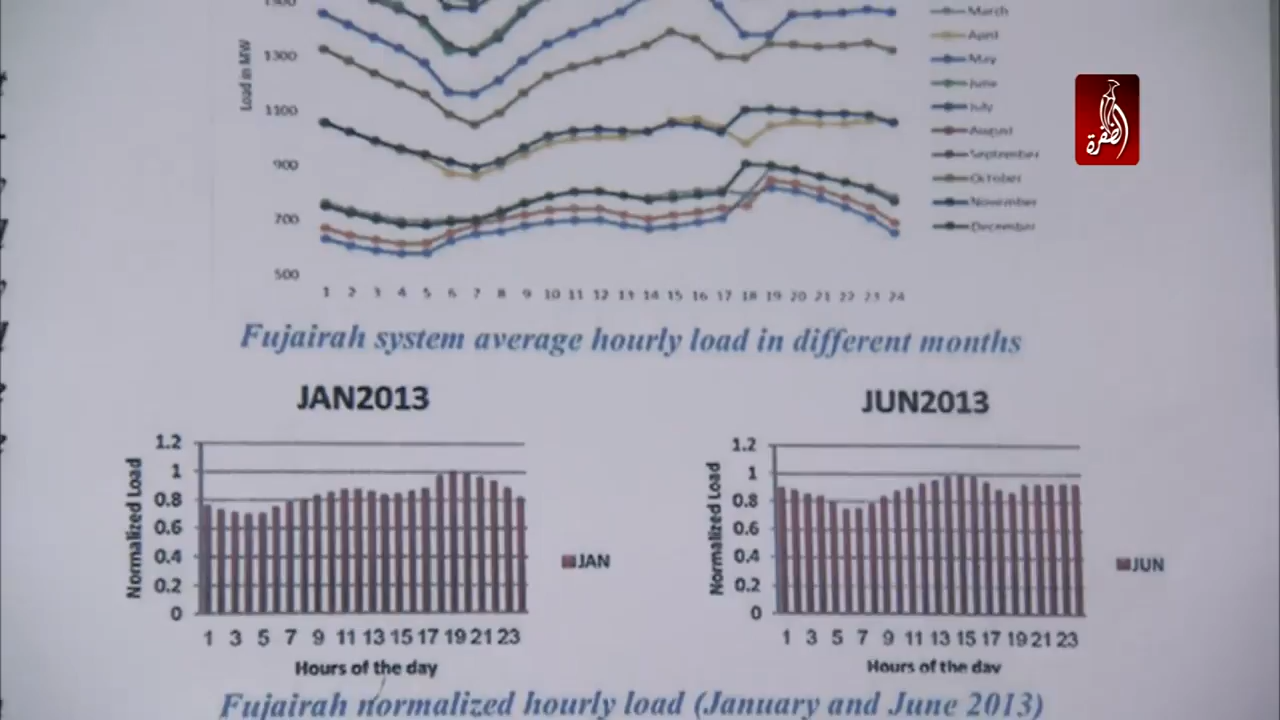 Load in MW
1300
1100
900
700
500
1 2 3 4 5 6 7 8 9 10 11 12 13 14 15 16 17 18 19 20 21 22 23 24
March
April
May
June
July
August
September
October
November
December
الظفرة
Fujairah system average hourly load in different months
JAN2013
Normalized Load
1.2
1
0.8
0.6
0.4
0.2
0
1 3 5 7 9 11 13 15 17 19 21 23
Hours of the day
JAN
JUN2013
Normalized Load
1.2
1
0.8
0.6
0.4
0.2
0
1 3 5 7 9 11 13 15 17 19 21 23
Hours of the day
JUN
Fujairah normalized hourly load (January and June 2013)